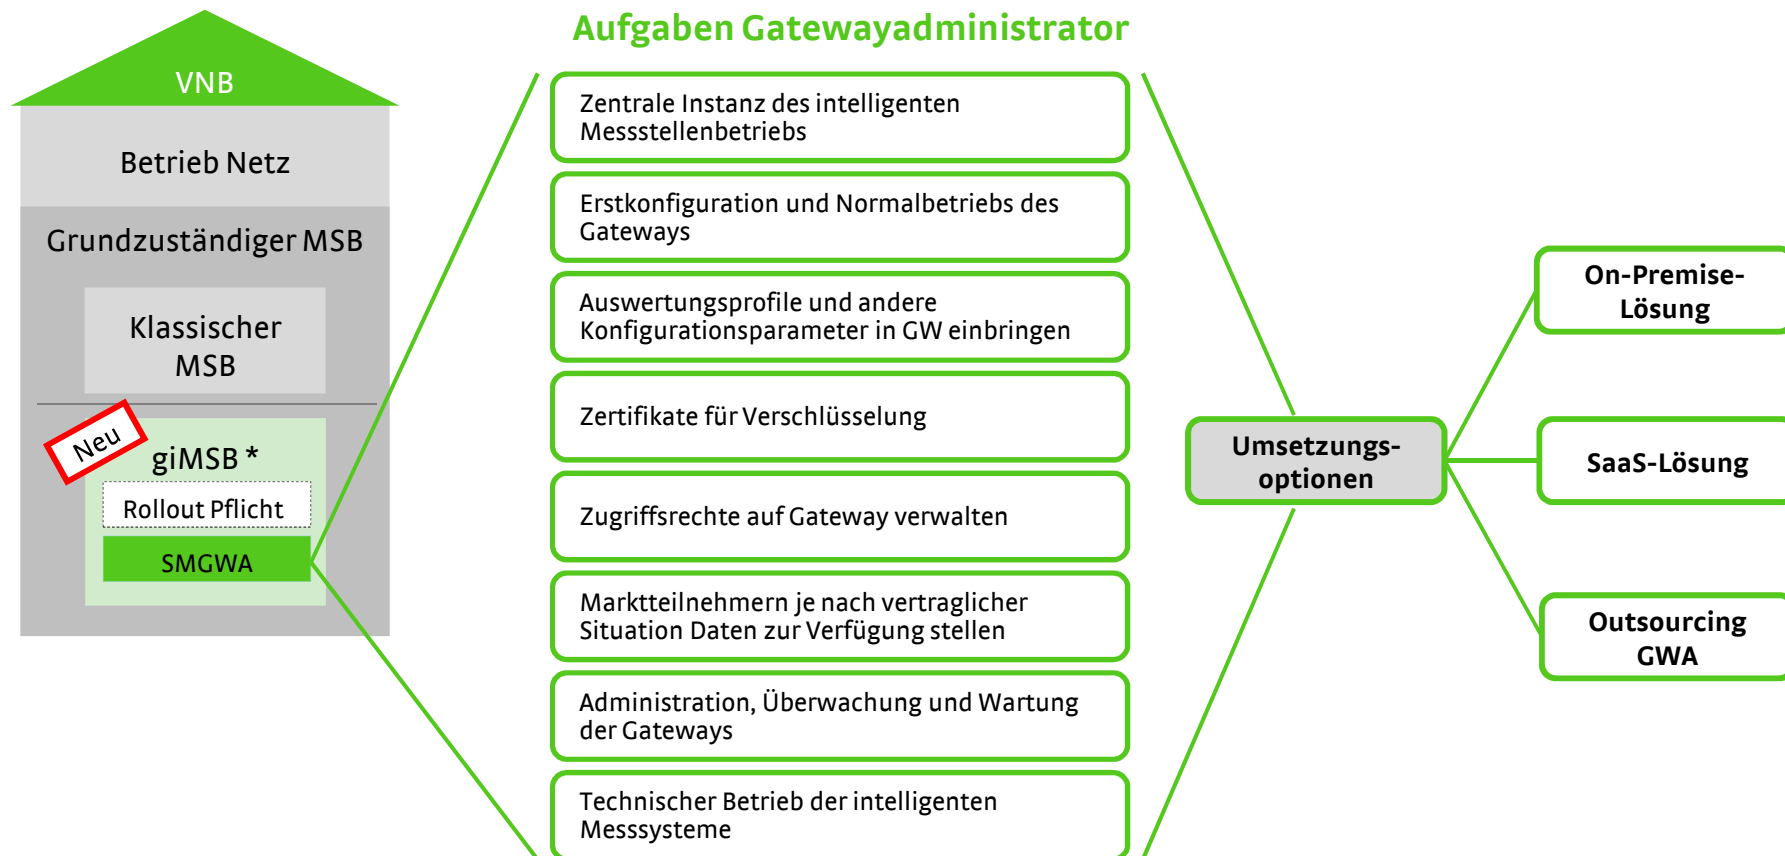 Aufgaben Gatewayadministrator
VNB
Betrieb Netz
Grundzuständiger MSB
Klassischer
MSB
Neu
giMSB *
Rollout Pflicht
SMGWA
Zentrale Instanz des intelligenten
Messstellenbetriebs
Erstkonfiguration und Normalbetriebs des
Gateways
Auswertungsprofile und andere
Konfigurationsparameter in GW einbringen
Zertifikate für Verschlüsselung
Zugriffsrechte auf Gateway verwalten
Marktteilnehmern je nach vertraglicher
Situation Daten zur Verfügung stellen
Administration, Überwachung und Wartung
der Gateways
Technischer Betrieb der intelligenten
Messsysteme
Umsetzungs-
optionen
On-Premise-
Lösung
SaaS-Lösung
Outsourcing
GWA